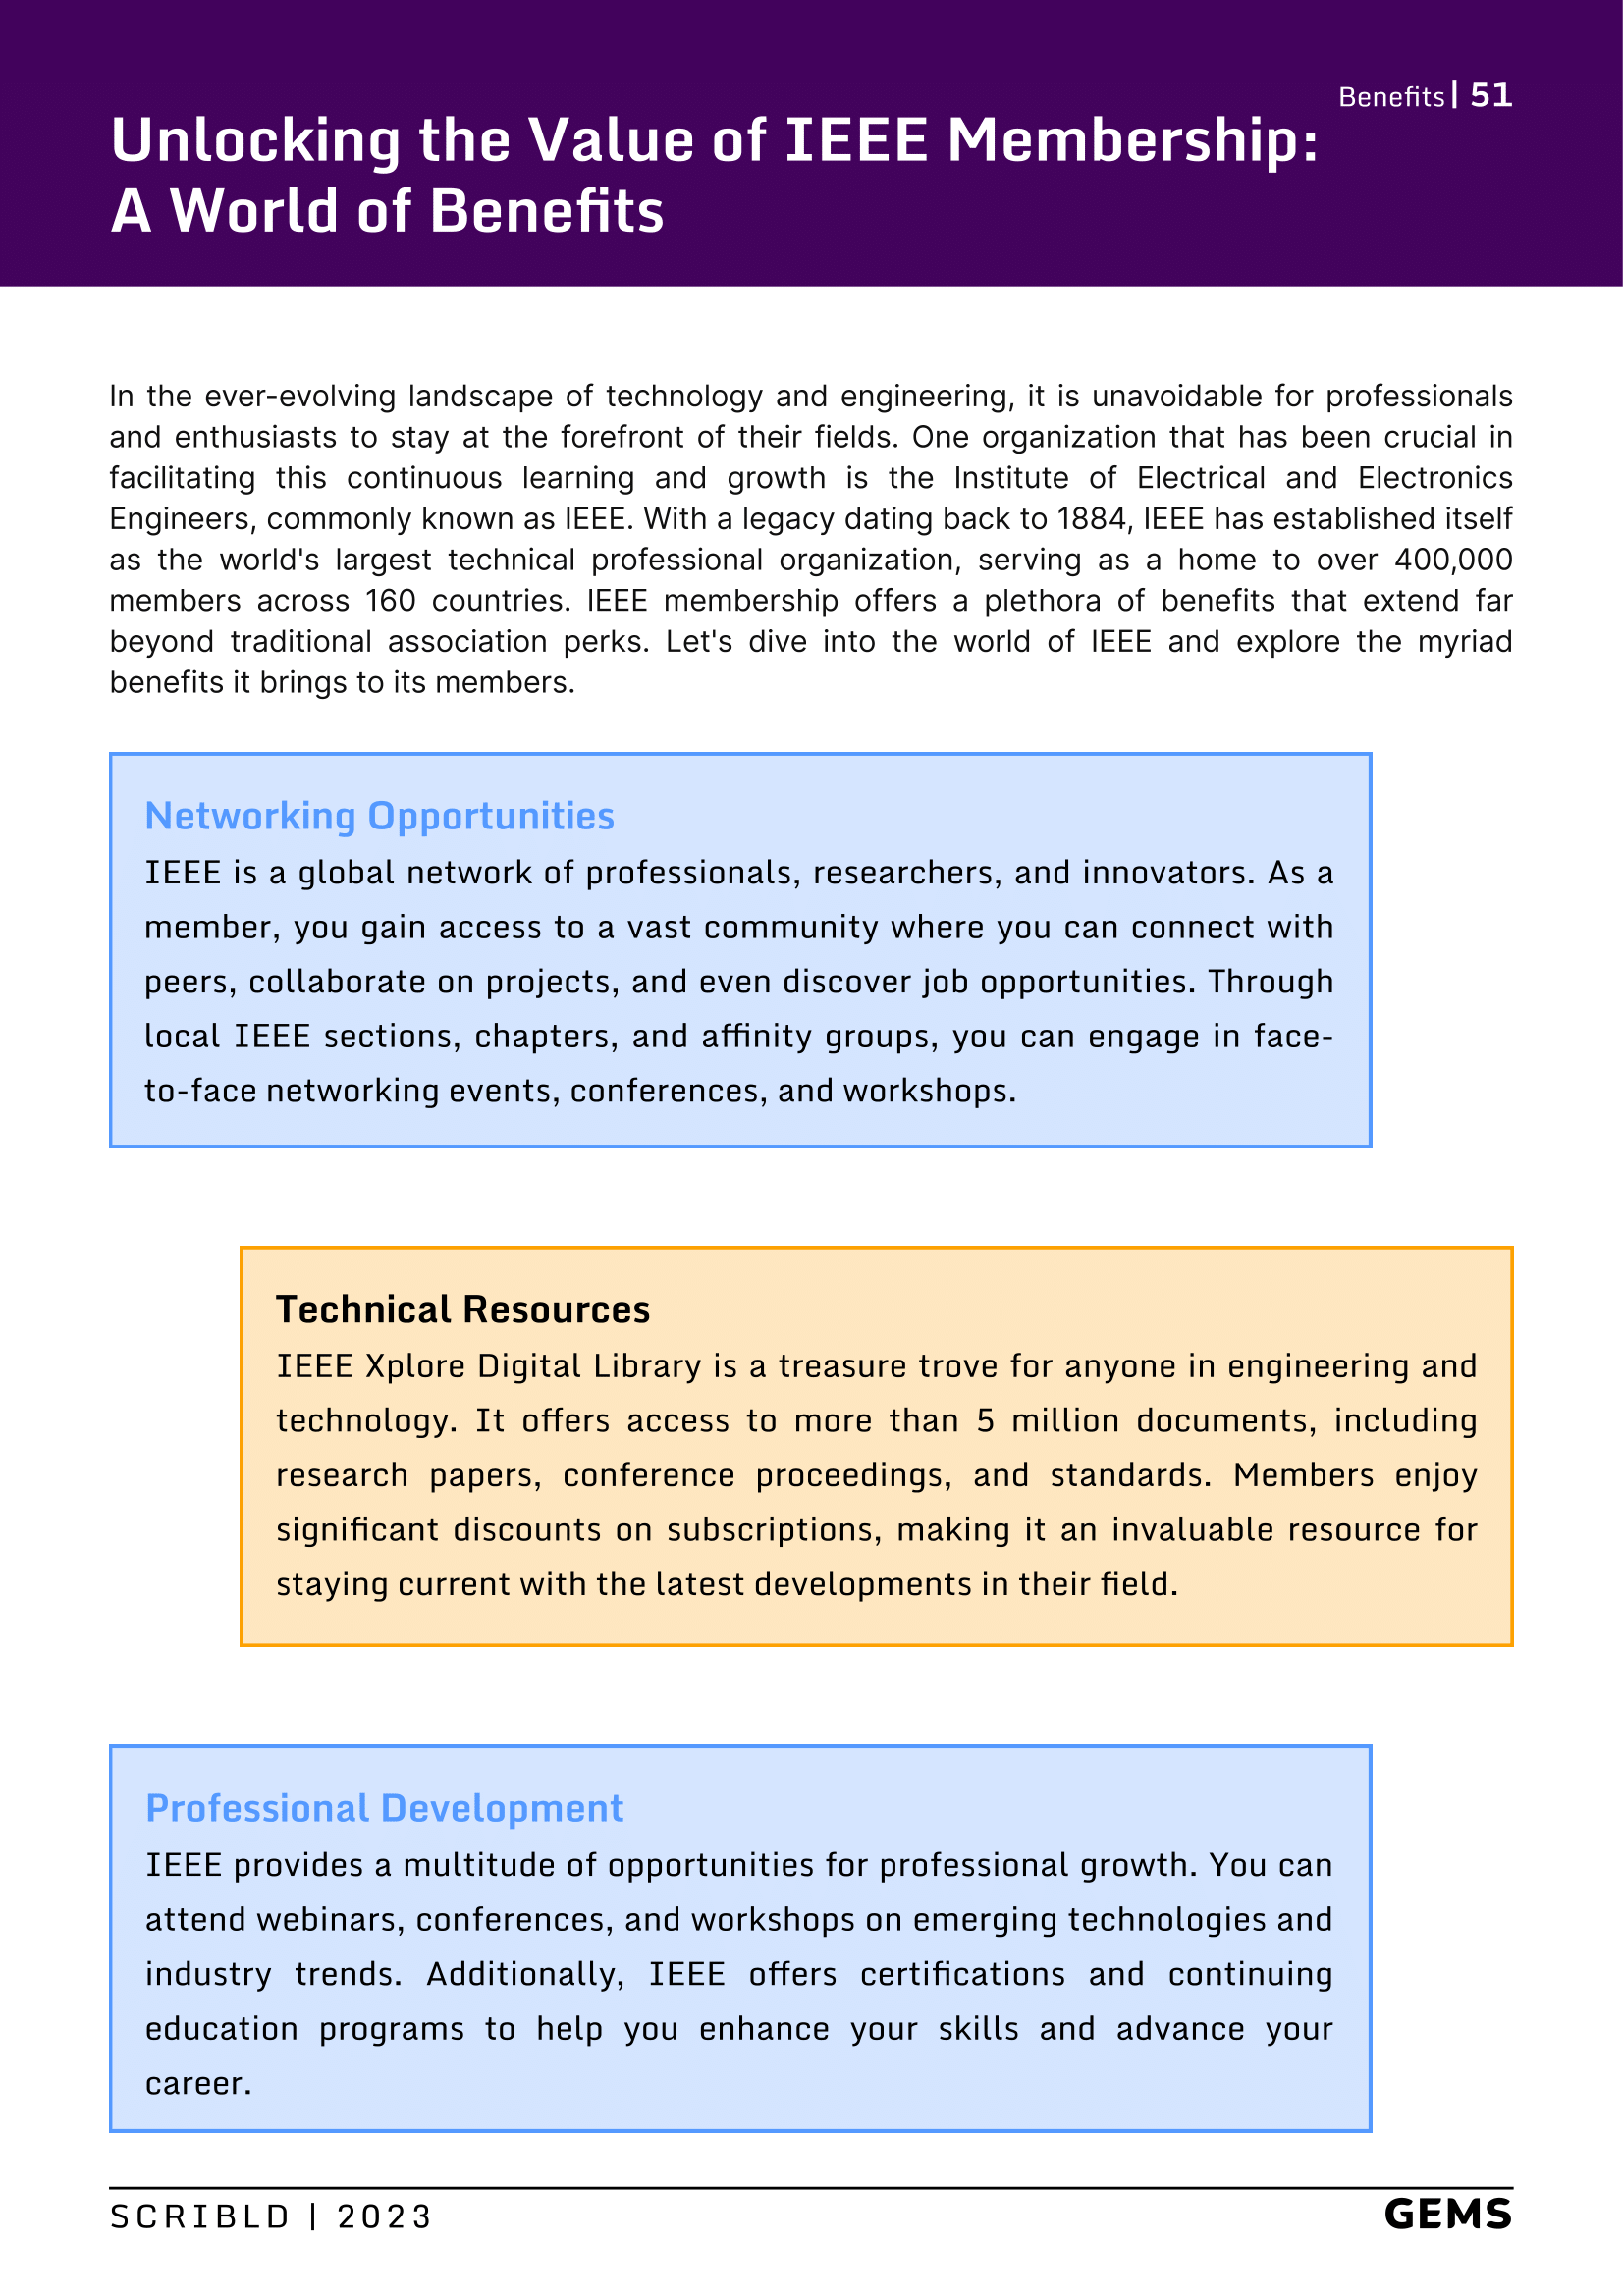 Benefits| 51
Unlocking the Value of IEEE Membership:
A World of Benefits
In the ever-evolving landscape of technology and engineering, it is unavoidable for professionals
and enthusiasts to stay at the forefront of their fields. One organization that has been crucial in
facilitating this continuous learning and growth is the Institute of Electrical and Electronics
Engineers, commonly known as IEEE. With a legacy dating back to 1884, IEEE has established itself
as the world's largest technical professional organization, serving as a home to over 400,000
members across 160 countries. IEEE membership offers a plethora of benefits that extend far
beyond traditional association perks. Let's dive into the world of IEEE and explore the myriad
benefits it brings to its members.
Networking Opportunities
IEEE is a global network of professionals, researchers, and innovators. As a
member, you gain access to a vast community where you can connect with
peers, collaborate on projects, and even discover job opportunities. Through
local IEEE sections, chapters, and affinity groups, you can engage in face-
to-face networking events, conferences, and workshops.
Technical Resources
IEEE Xplore Digital Library is a treasure trove for anyone in engineering and
technology. It offers access to more than 5 million documents, including
research papers, conference proceedings, and standards. Members enjoy
significant discounts on subscriptions, making it an invaluable resource for
staying current with the latest developments in their field.
Professional Development
IEEE provides a multitude of opportunities for professional growth. You can
attend webinars, conferences, and workshops on emerging technologies and
industry trends. Additionally, IEEE offers certifications and continuing
education programs to help you enhance your skills and advance your
career.
SCRIBLD | 2023
GEMS